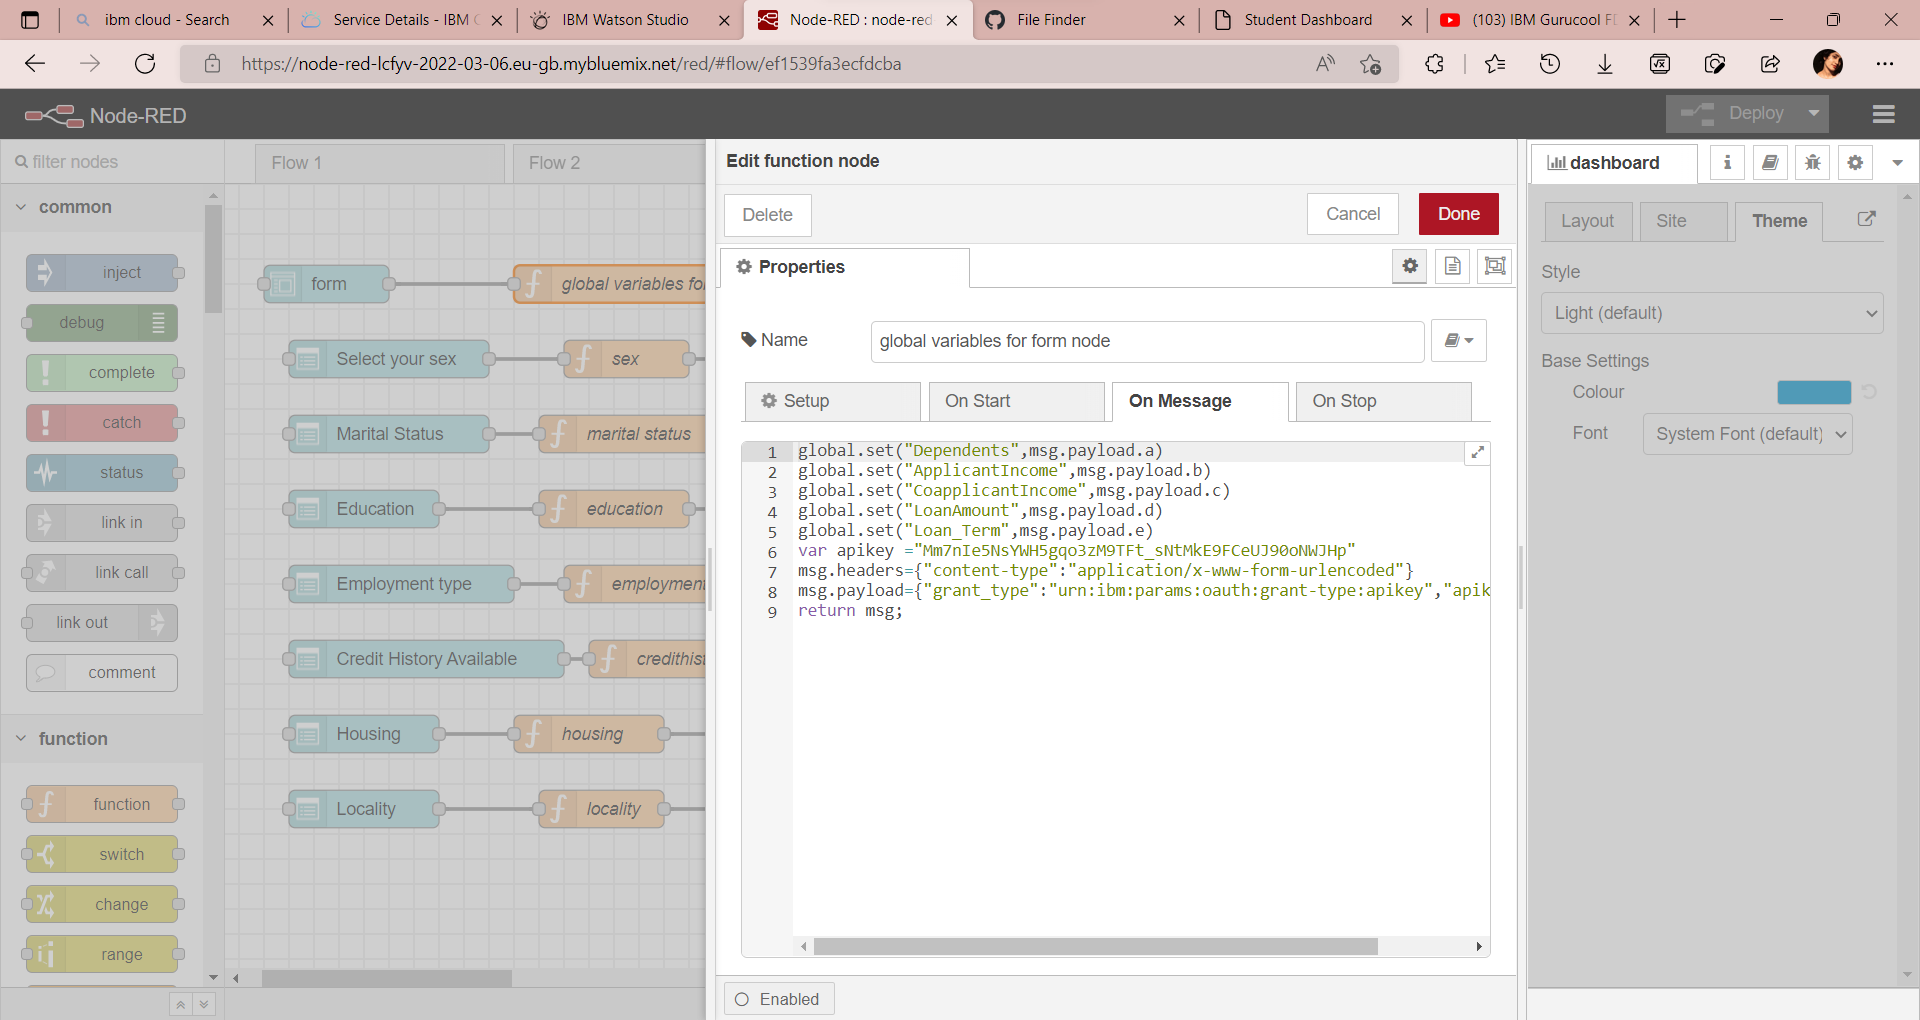 ibm cloud - Search
Service Details - IBM C
IBM Watson Studio
Node-RED : node-red
File Finder
Student Dashboard
(103) IBM Gurucool F
https://node-red-lcfyv-2022-03-06.eu-gb.mybluemix.net/red/#flow/ef1539fa3ecfdcba
Node-RED
Deploy
filter nodes
Flow 1
Flow 2
common
inject
debug
complete
catch
status
link in
link call
link out
comment
function
function
switch
change
range
form
global variables fo
Select your sex
sex
Marital Status
marital status
Education
education
Employment type
employment
Credit History Available
credithist
Housing
housing
Locality
locality
Edit function node
Delete
Cancel
Done
Properties
Name
global variables for form node
Setup
On Start
On Message
On Stop
1 global.set("Dependents",msg.payload.a)
2 global.set("ApplicantIncome",msg.payload.b)
3 global.set("CoapplicantIncome",msg.payload.c)
4 global.set("LoanAmount",msg.payload.d)
5 global.set("Loan_Term",msg.payload.e)
6 var apikey ="Mm7nIe5NsYWH5gqo3zM9TFt_sNtMkE9FCeUJ90oNWJHp"
7 msg.headers={"content-type":"application/x-www-form-urlencoded"}
8 msg.payload={"grant_type":"urn:ibm:params:oauth:grant-type:apikey","apik
9 return msg;
Enabled
dashboard
Layout
Site
Theme
Style
Light (default)
Base Settings
Colour
Font
System Font (default)